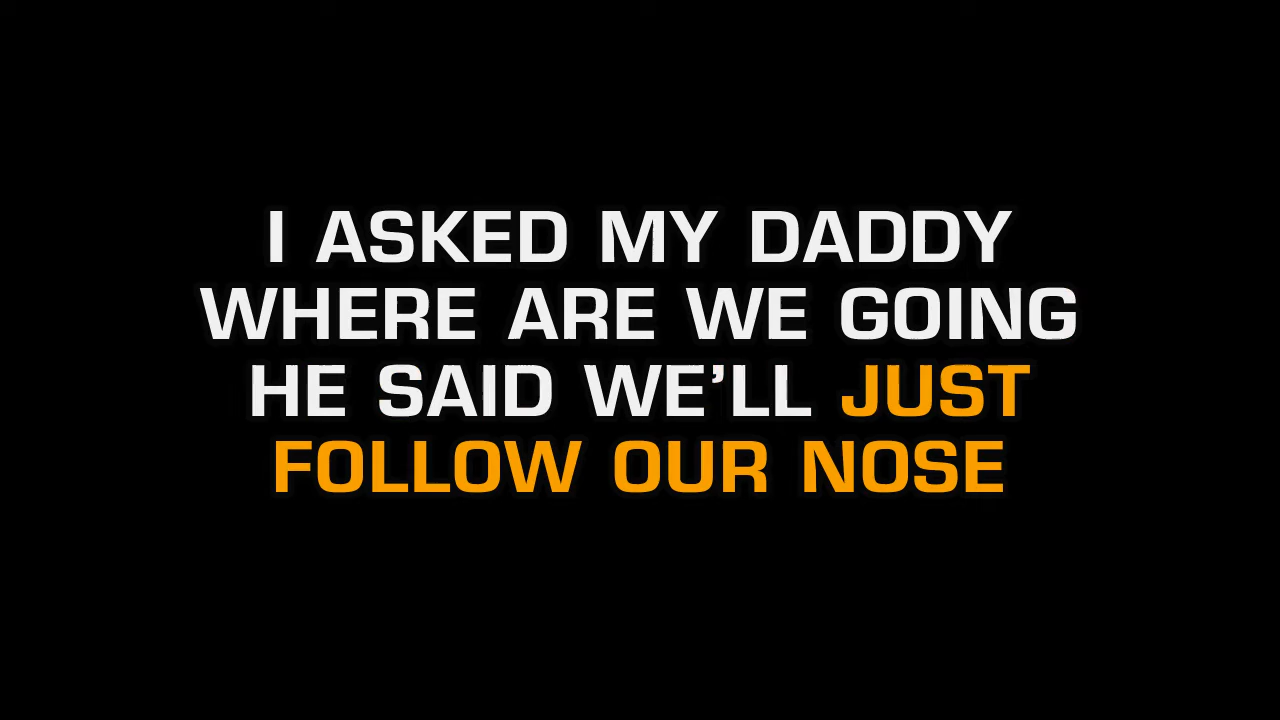 I ASKED MY DADDY
WHERE ARE WE GOING
HE SAID WE’LL JUST
FOLLOW OUR NOSE